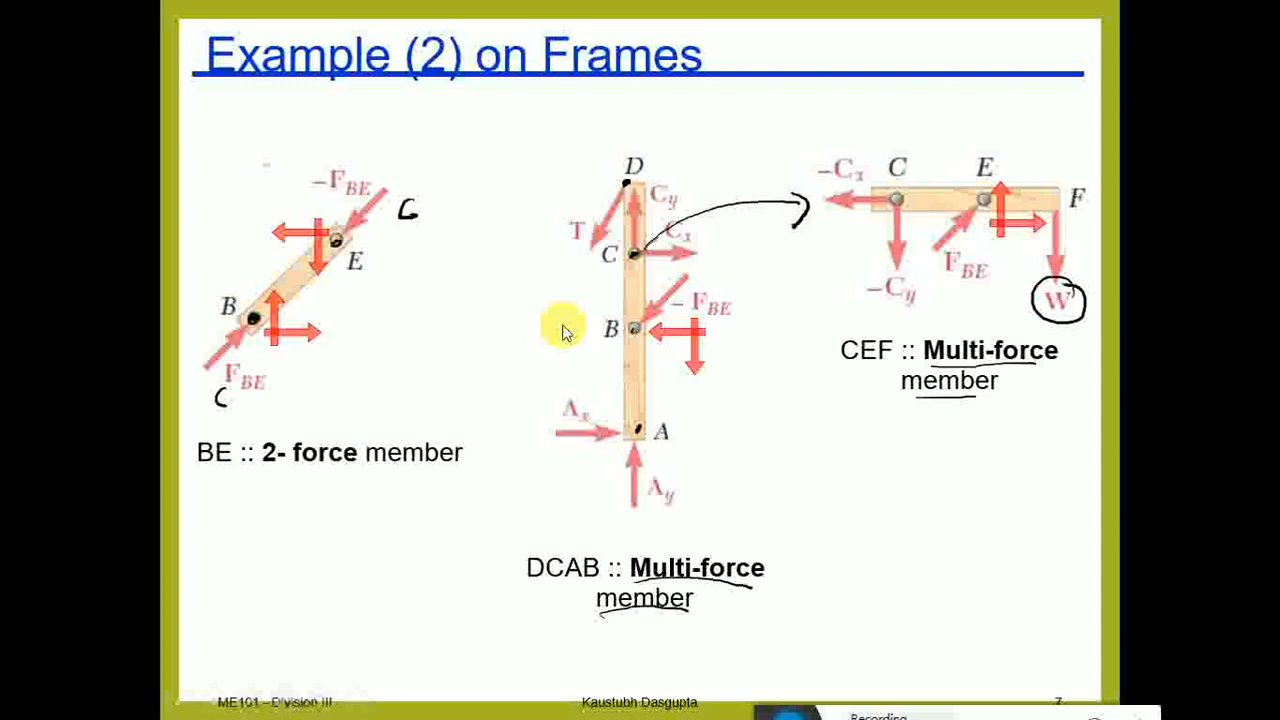 Example (2) on Frames
−F_BE
E
B
F_BE
BE :: 2- force member
D
C_y
T
C
C_x
− F_BE
B
A_x
A
A_y
DCAB :: Multi-force
member
−C_x
C
E
F
F_BE
−C_y
W
CEF :: Multi-force
member
ME101 – Division III
Kaustubh Dasgupta
7
Recording